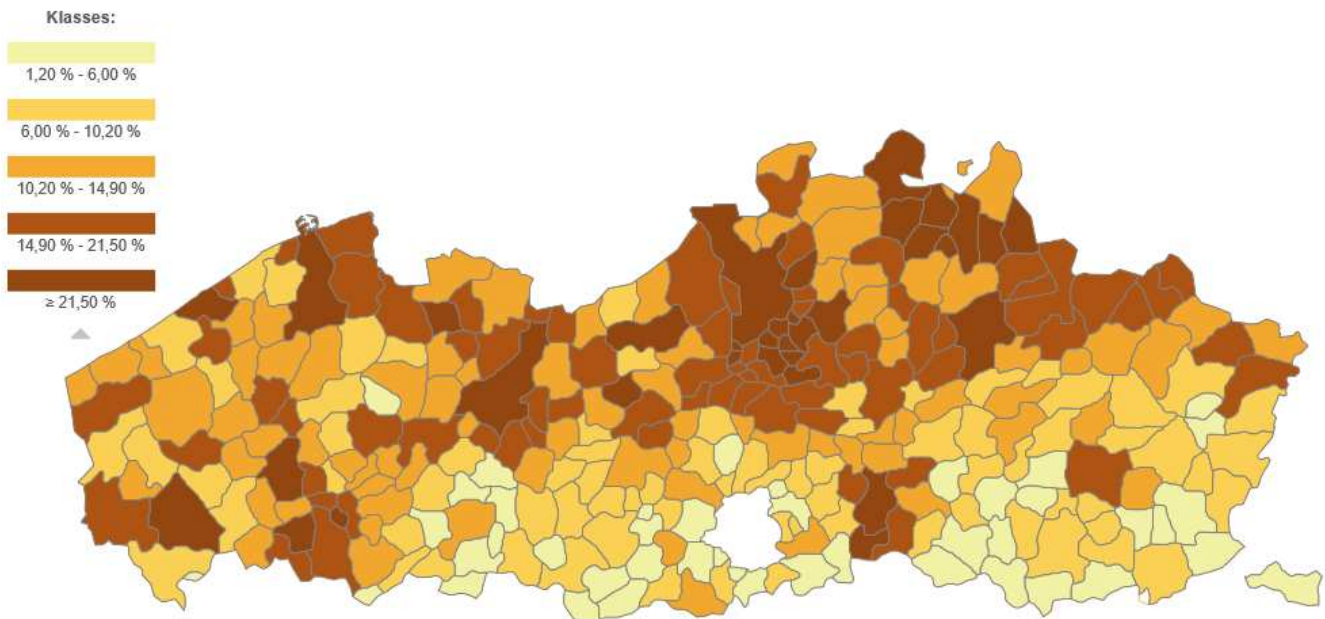 Klasses:
1,20 % - 6,00 %
6,00 % - 10,20 %
10,20 % - 14,90 %
14,90 % - 21,50 %
≥ 21,50 %